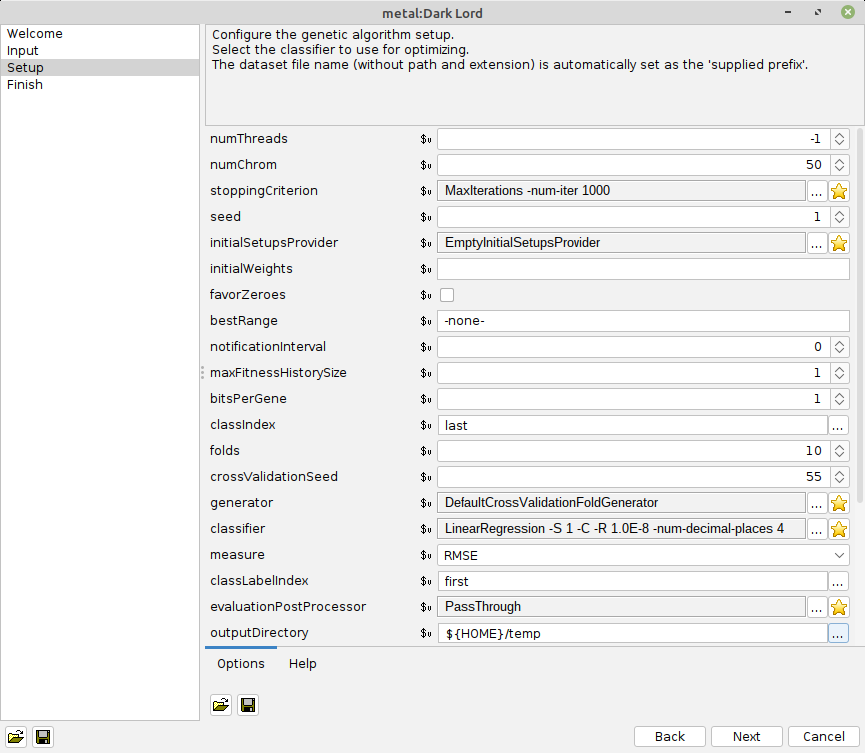 metal:Dark Lord
Welcome
Input
Setup
Finish
Configure the genetic algorithm setup.
Select the classifier to use for optimizing.
The dataset file name (without path and extension) is automatically set as the 'supplied prefix'.
numThreads $v -1
numChrom $v 50
stoppingCriterion $v MaxIterations -num-iter 1000 ...
seed $v 1
initialSetupsProvider $v EmptyInitialSetupsProvider ...
initialWeights $v
favorZeroes $v
bestRange $v -none-
notificationInterval $v 0
maxFitnessHistorySize $v 1
bitsPerGene $v 1
classIndex $v last ...
folds $v 10
crossValidationSeed $v 55
generator $v DefaultCrossValidationFoldGenerator ...
classifier $v LinearRegression -S 1 -C -R 1.0E-8 -num-decimal-places 4 ...
measure $v RMSE
classLabelIndex $v first ...
evaluationPostProcessor $v PassThrough ...
outputDirectory $v ${HOME}/temp ...
Options Help
Back Next Cancel